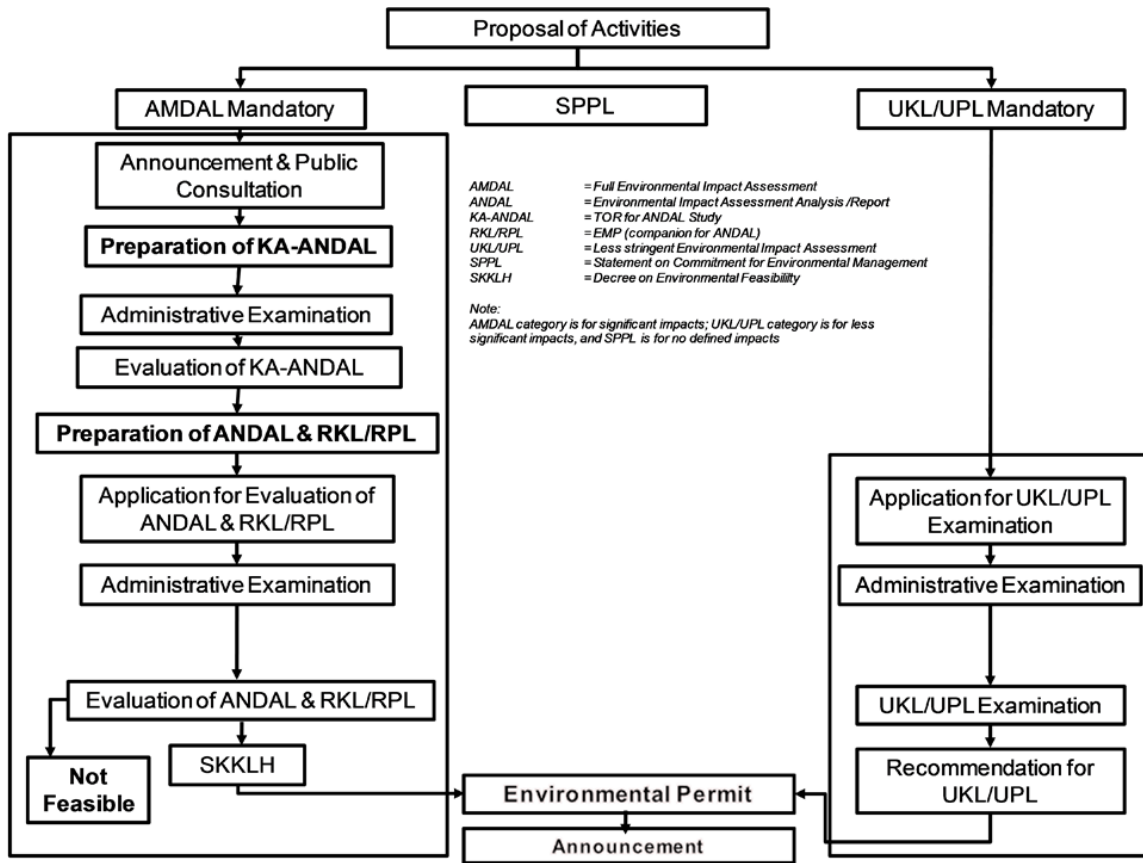 Proposal of Activities
AMDAL Mandatory
SPPL
UKL/UPL Mandatory
Announcement & Public
Consultation
Preparation of KA-ANDAL
Administrative Examination
Evaluation of KA-ANDAL
Preparation of ANDAL & RKL/RPL
Application for Evaluation of
ANDAL & RKL/RPL
Administrative Examination
Evaluation of ANDAL & RKL/RPL
Not
Feasible
SKKLH
AMDAL = Full Environmental Impact Assessment
ANDAL = Environmental Impact Assessment Analysis /Report
KA-ANDAL = TOR for ANDAL Study
RKL/RPL = EMP (companion for ANDAL)
UKL/UPL = Less stringent Environmental Impact Assessment
SPPL = Statement on Commitment for Environmental Management
SKKLH = Decree on Environmental Feasibililty
Note:
AMDAL category is for significant impacts; UKL/UPL category is for less
significant impacts, and SPPL is for no defined impacts
Application for UKL/UPL
Examination
Administrative Examination
UKL/UPL Examination
Recommendation for
UKL/UPL
Environmental Permit
Announcement